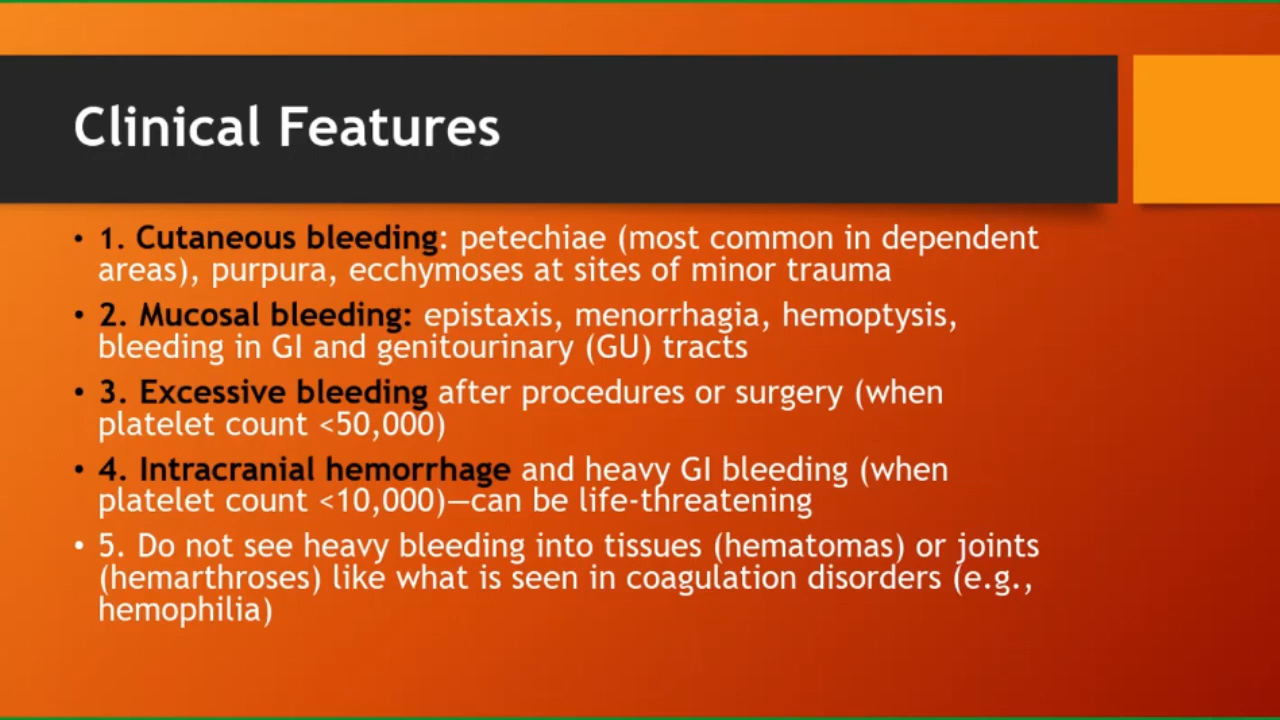 Clinical Features
• 1. Cutaneous bleeding: petechiae (most common in dependent
areas), purpura, ecchymoses at sites of minor trauma
• 2. Mucosal bleeding: epistaxis, menorrhagia, hemoptysis,
bleeding in GI and genitourinary (GU) tracts
• 3. Excessive bleeding after procedures or surgery (when
platelet count <50,000)
• 4. Intracranial hemorrhage and heavy GI bleeding (when
platelet count <10,000)—can be life-threatening
• 5. Do not see heavy bleeding into tissues (hematomas) or joints
(hemarthroses) like what is seen in coagulation disorders (e.g.,
hemophilia)